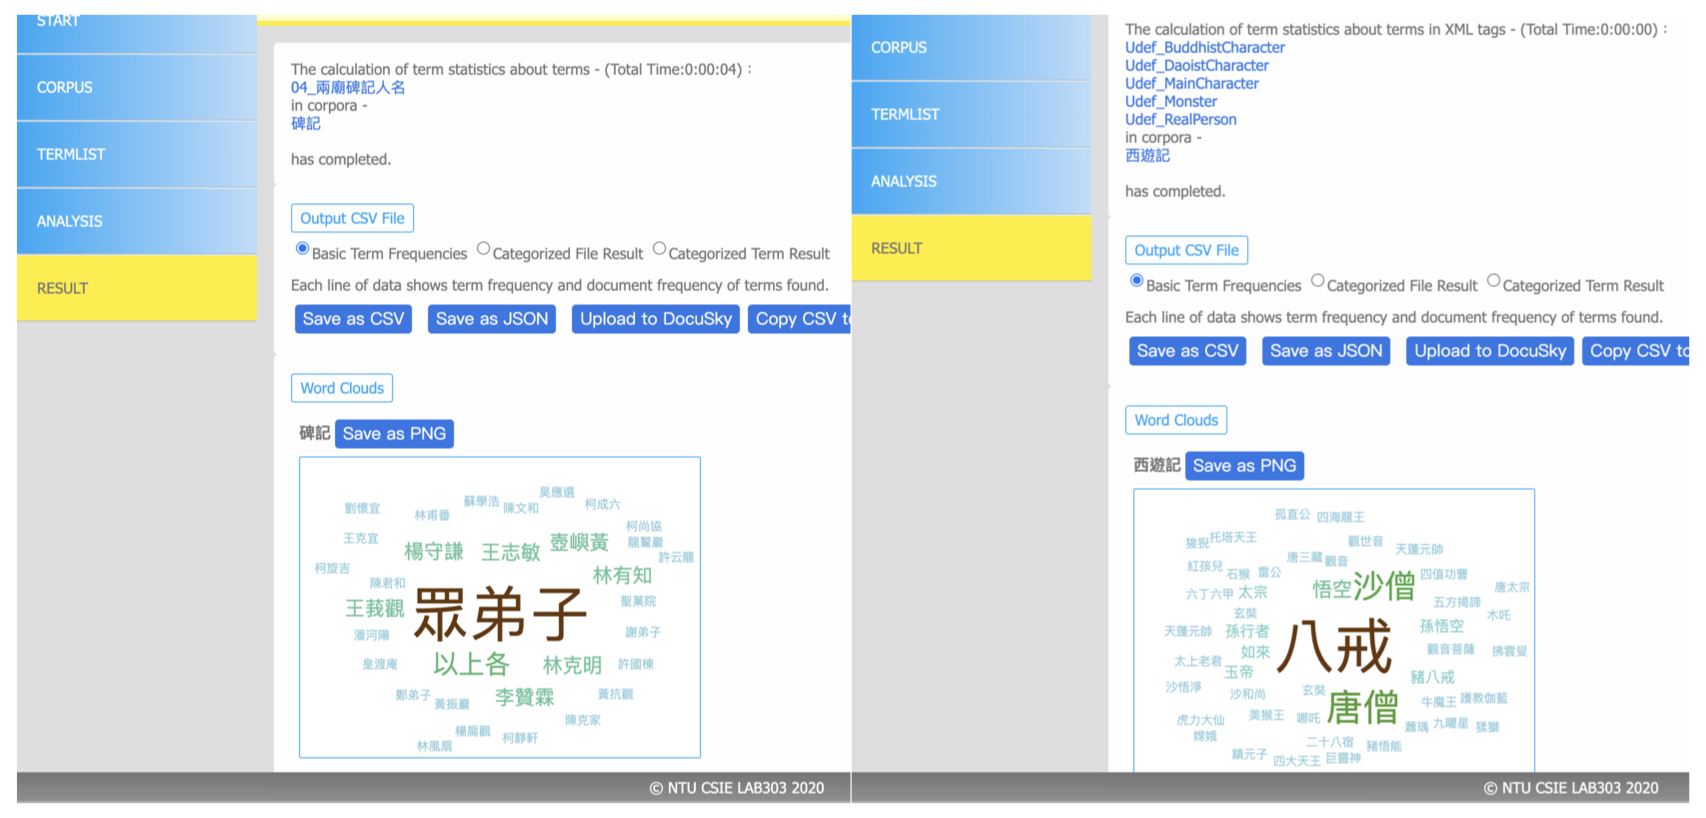 START
CORPUS
TERMLIST
ANALYSIS
RESULT
The calculation of term statistics about terms - (Total Time:0:00:04)：
04_兩廟碑記人名
in corpora -
碑記
has completed.
Output CSV File
Basic Term Frequencies Categorized File Result Categorized Term Result
Each line of data shows term frequency and document frequency of terms found.
Save as CSV Save as JSON Upload to DocuSky Copy CSV to
Word Clouds
碑記 Save as PNG
吳應選
蘇學浩 陳文和 柯成六
劉懷宜 林甫番
柯尚協
王克宜 楊守謙 王志敏 壺嶼黃 龍鷲巖
許云龍
柯旋吉 陳君和 林有知
王莪觀 眾弟子 聖菓院
潘河陽 謝弟子
皇渡庵 以上各 林克明 許國棟
鄭弟子 黃振嚴 李贊霖 黃抗觀
陳克家
楊扁觀 柯靜軒
林風扇
© NTU CSIE LAB303 2020
CORPUS
TERMLIST
ANALYSIS
RESULT
The calculation of term statistics about terms in XML tags - (Total Time:0:00:00)：
Udef_BuddhistCharacter
Udef_DaoistCharacter
Udef_MainCharacter
Udef_Monster
Udef_RealPerson
in corpora -
西遊記
has completed.
Output CSV File
Basic Term Frequencies Categorized File Result Categorized Term Result
Each line of data shows term frequency and document frequency of terms found.
Save as CSV Save as JSON Upload to DocuSky Copy CSV to
Word Clouds
西遊記 Save as PNG
孤直公 四海龍王
狻猊 托塔天王 觀世音 天蓬元帥
唐三藏 觀音
紅孩兒 石猴 雷公 四值功曹
六丁六甲 太宗 悟空 沙僧 唐太宗
五方揭諦
玄奘 木吒
天蓬元帥 孫行者 孫悟空
如來 八戒 觀音菩薩 拂雲叟
太上老君 玉帝 豬八戒
沙悟淨 沙和尚 玄奘 唐僧 牛魔王 護教伽藍
虎力大仙 美猴王 哪吒 蕭瑀 九曜星 猱獅
嫦娥 二十八宿 豬悟能
鎮元子 四大天王 巨靈神
© NTU CSIE LAB303 2020